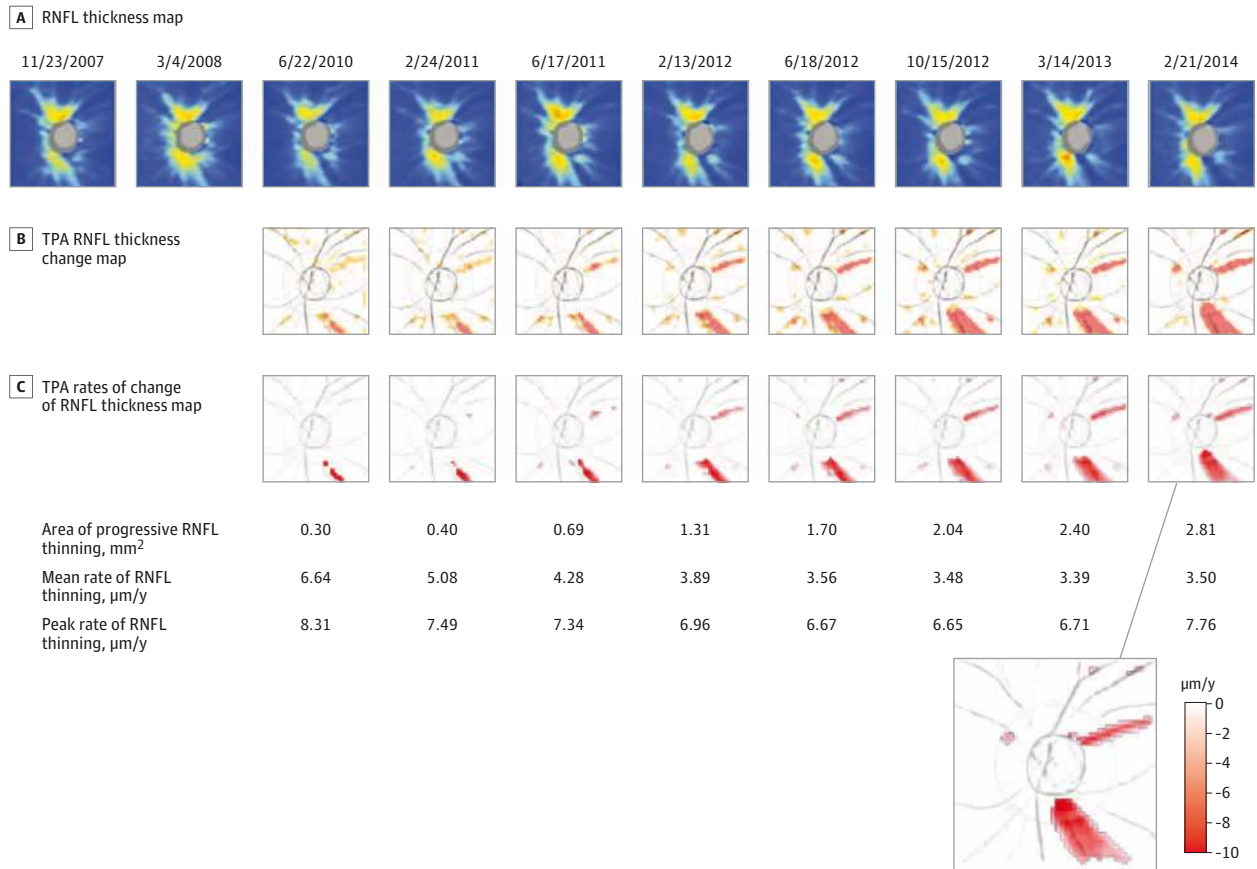 A RNFL thickness map
11/23/2007 3/4/2008 6/22/2010 2/24/2011 6/17/2011 2/13/2012 6/18/2012 10/15/2012 3/14/2013 2/21/2014
B TPA RNFL thickness
change map
C TPA rates of change
of RNFL thickness map
Area of progressive RNFL 0.30 0.40 0.69 1.31 1.70 2.04 2.40 2.81
thinning, mm²
Mean rate of RNFL 6.64 5.08 4.28 3.89 3.56 3.48 3.39 3.50
thinning, μm/y
Peak rate of RNFL 8.31 7.49 7.34 6.96 6.67 6.65 6.71 7.76
thinning, μm/y
μm/y
0
-2
-4
-6
-8
-10